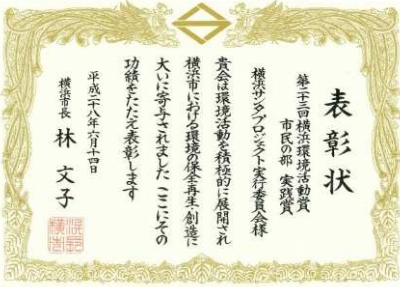 表彰状
第二十三回横浜環境活動賞
市民の部 実践賞
横浜サンタプロジェクト実行委員会様
貴会は環境活動を積極的に展開され
横浜市における環境の保全・再生・創造に
大いに寄与されました ここにその
功績をたたえ表彰します
平成二十八年六月十四日
横浜市長 林 文子